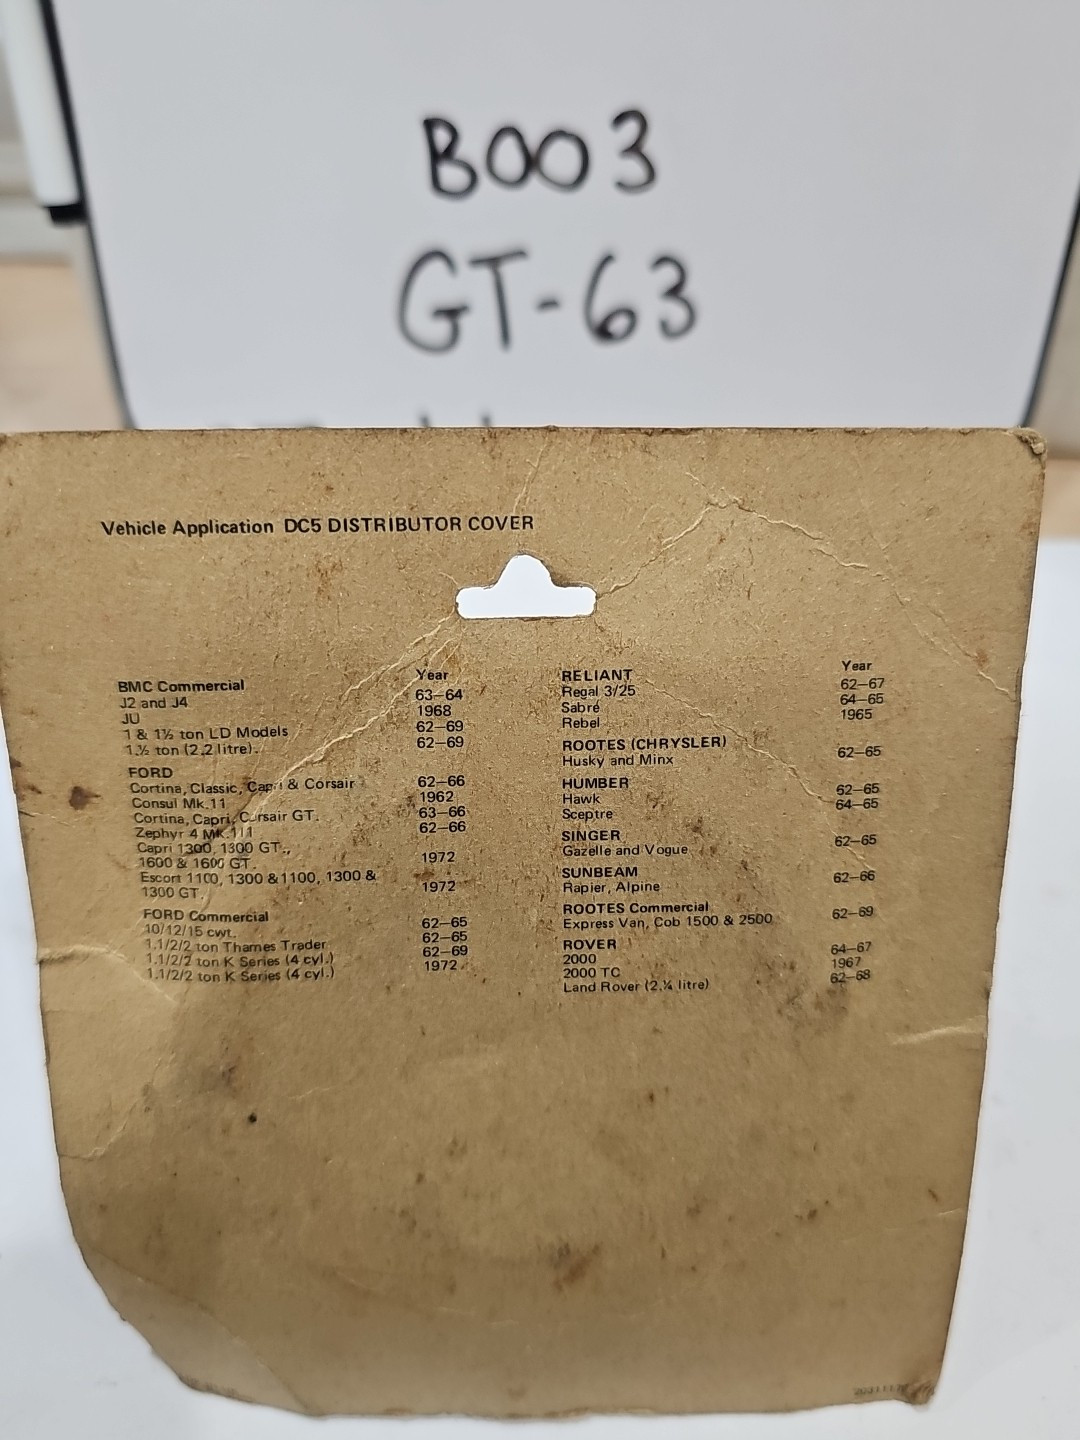 B003
GT-63
Vehicle Application DC5 DISTRIBUTOR COVER
Year
BMC Commercial
J2 and J4 63–64
JU 1968
1 & 1½ ton LD Models 62–69
1.½ ton (2.2 litre). 62–69
FORD
Cortina, Classic, Capri & Corsair 62–66
Consul Mk.11 1962
Cortina, Capri, Corsair GT. 63–66
Zephyr 4 Mk.111 62–66
Capri 1300, 1300 GT.,
1600 & 1600 GT. 1972
Escort 1100, 1300 & 1100, 1300 &
1300 GT. 1972
FORD Commercial
10/12/15 cwt. 62–65
1.1/2/2 ton Thames Trader 62–65
1.1/2/2 ton K Series (4 cyl.) 62–69
1.1/2/2 ton K Series (4 cyl.) 1972
Year
RELIANT
Regal 3/25 62–67
Sabre 64–65
Rebel 1965
ROOTES (CHRYSLER)
Husky and Minx 62–65
HUMBER
Hawk 62–65
Sceptre 64–65
SINGER
Gazelle and Vogue 62–65
SUNBEAM
Rapier, Alpine 62–66
ROOTES Commercial
Express Van, Cob 1500 & 2500 62–69
ROVER
2000 64–67
2000 TC 1967
Land Rover (2.¼ litre) 62–68